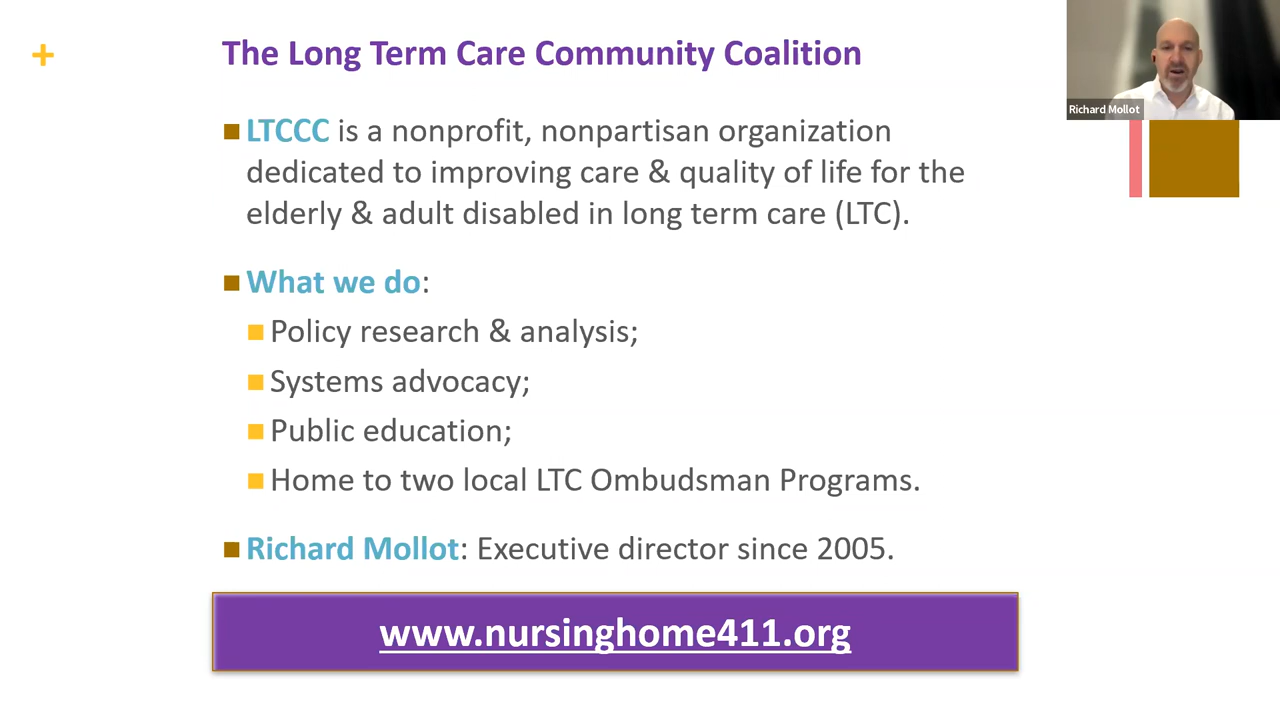 The Long Term Care Community Coalition
Richard Mollot
LTCCC is a nonprofit, nonpartisan organization
dedicated to improving care & quality of life for the
elderly & adult disabled in long term care (LTC).
What we do:
Policy research & analysis;
Systems advocacy;
Public education;
Home to two local LTC Ombudsman Programs.
Richard Mollot: Executive director since 2005.
www.nursinghome411.org